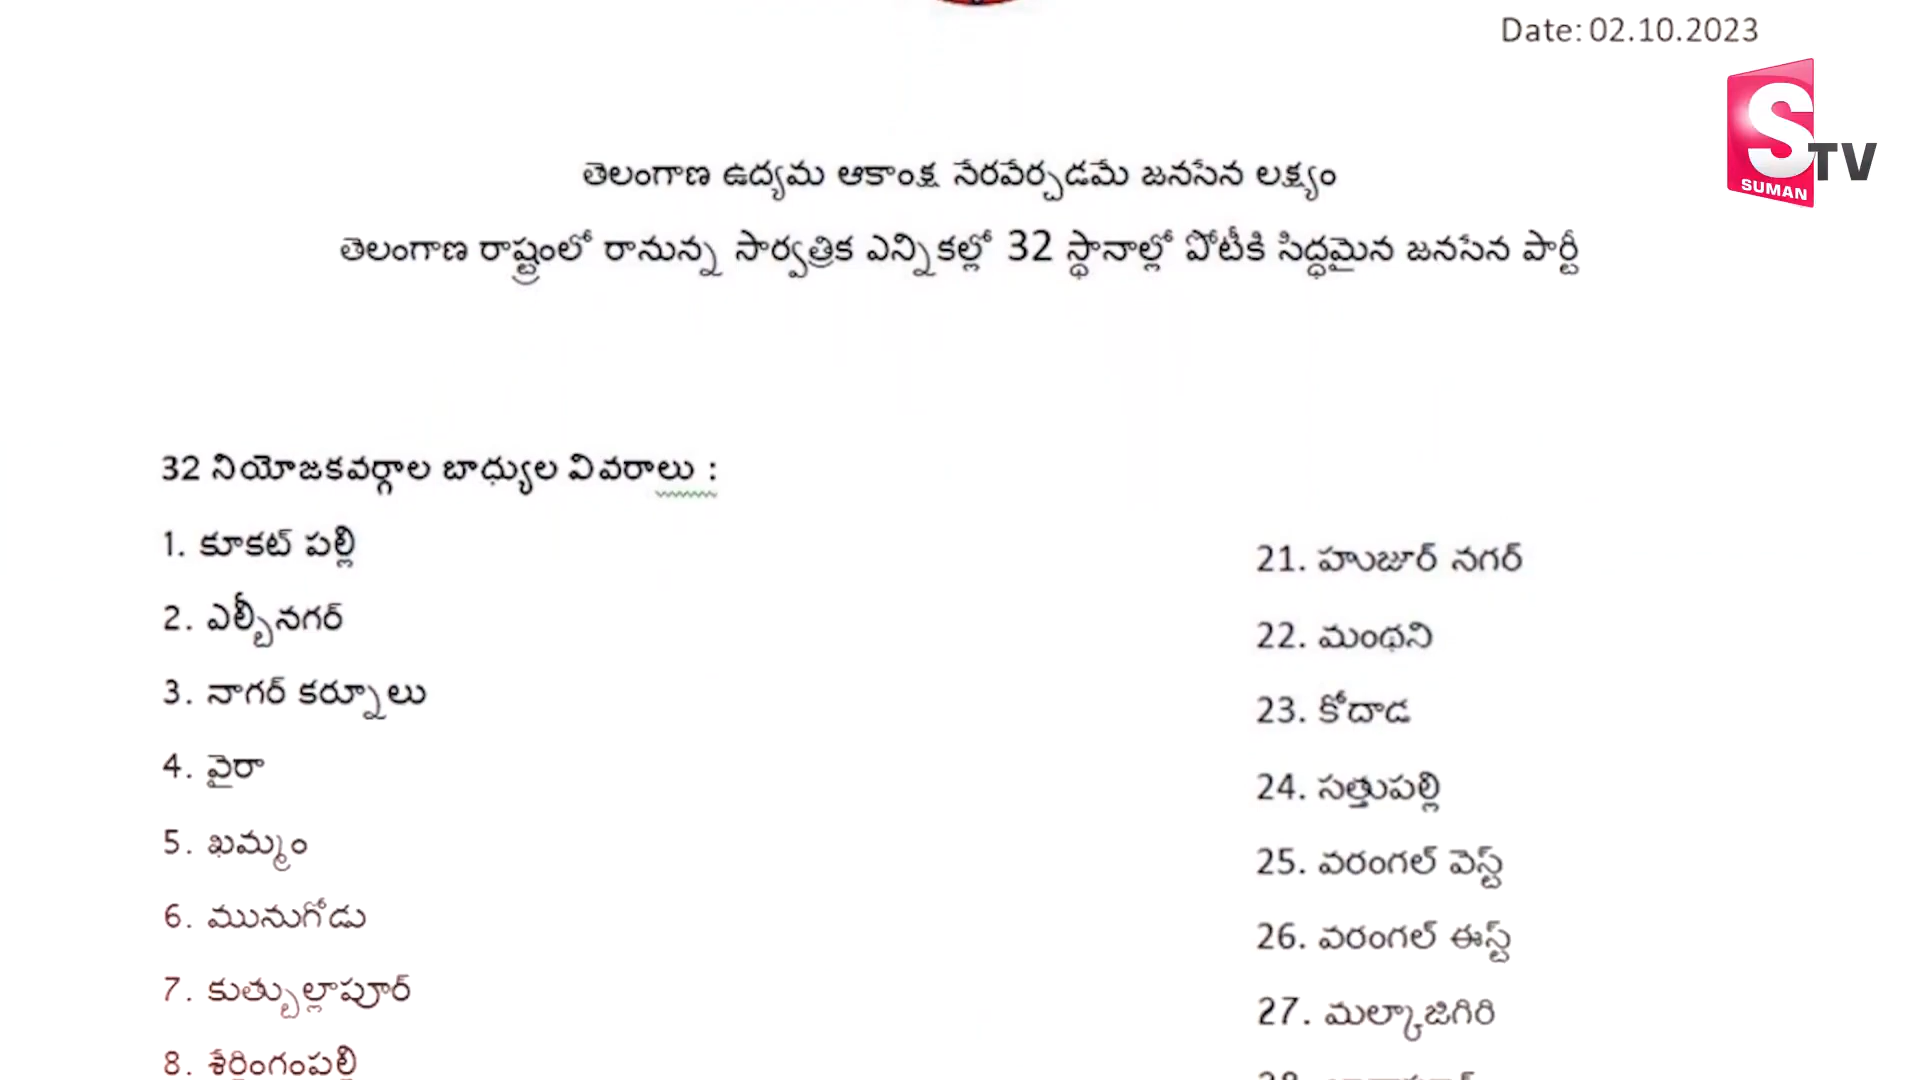 Date: 02.10.2023
S TV
SUMAN
తెలంగాణ ఉద్యమ ఆకాంక్ష నేరవేర్చడమే జనసేన లక్ష్యం
తెలంగాణ రాష్ట్రంలో రానున్న సార్వత్రిక ఎన్నికల్లో 32 స్థానాల్లో పోటీకి సిద్ధమైన జనసేన పార్టీ
32 నియోజకవర్గాల బాధ్యుల వివరాలు :
1. కూకట్ పల్లి
2. ఎల్బీనగర్
3. నాగర్ కర్నూలు
4. వైరా
5. ఖమ్మం
6. మునుగోడు
7. కుత్బుల్లాపూర్
8. శేరింగంపల్లి
21. హుజూర్ నగర్
22. మంథని
23. కోదాడ
24. సత్తుపల్లి
25. వరంగల్ వెస్ట్
26. వరంగల్ ఈస్ట్
27. మల్కాజిగిరి